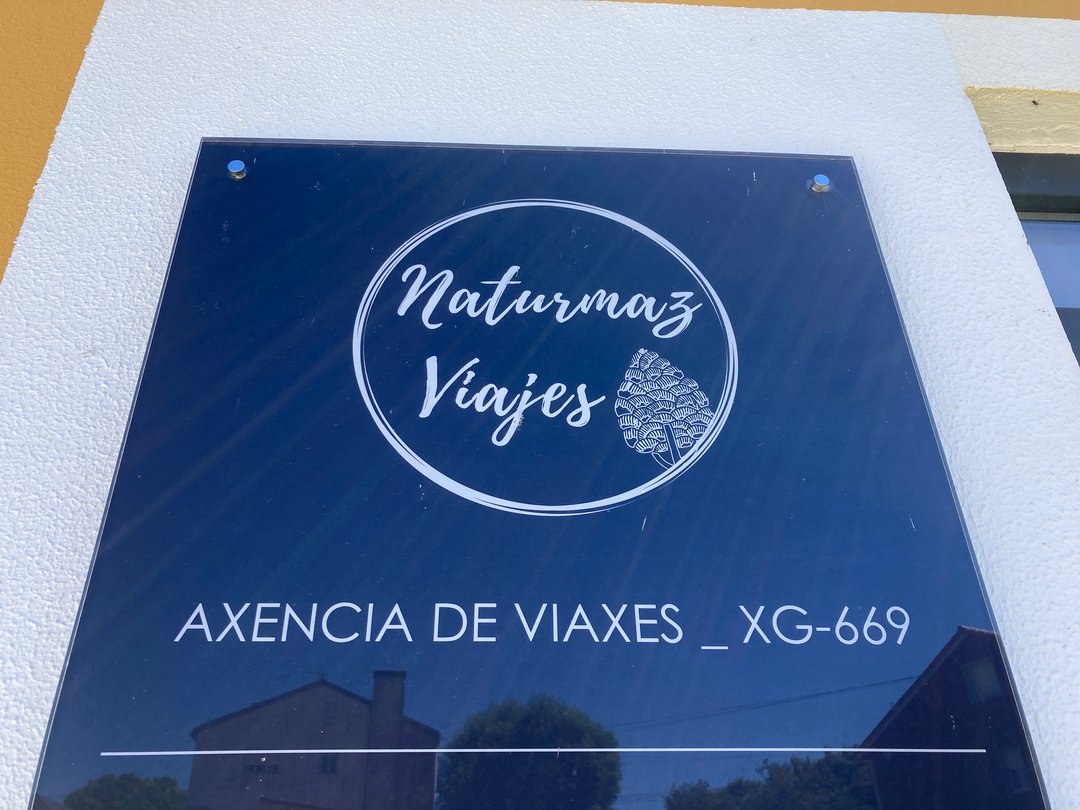 Naturmaz
Viajes
AXENCIA DE VIAXES _ XG-669